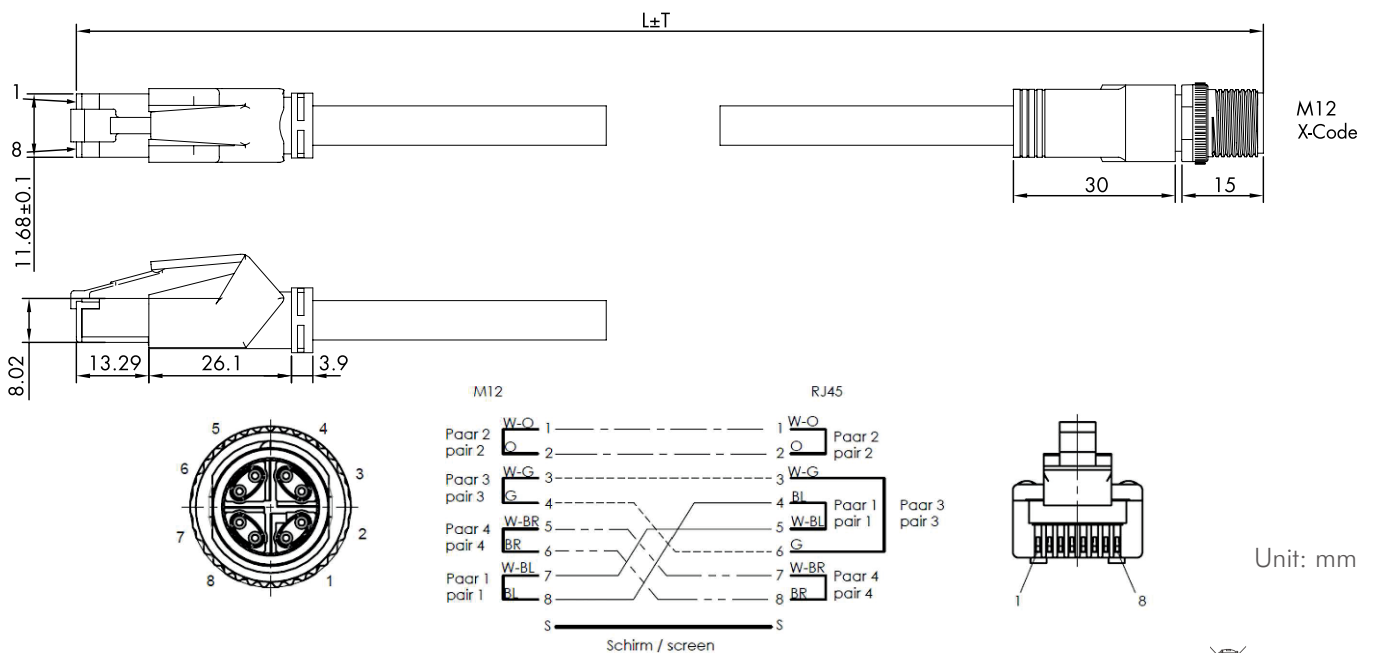 L±T
1
8
11.68±0.1
M12
X-Code
30
15
8.02
13.29
26.1
3.9
5
4
6
3
7
2
8
1
M12
RJ45
Paar 2
pair 2
W-O
1
O
2
Paar 3
pair 3
W-G
3
G
4
Paar 4
pair 4
W-BR
5
BR
6
Paar 1
pair 1
W-BL
7
BL
8
S
S
Schirm / screen
1
W-O
2
O
Paar 2
pair 2
3
W-G
4
BL
5
W-BL
Paar 1
pair 1
6
G
Paar 3
pair 3
7
W-BR
8
BR
Paar 4
pair 4
1
8
Unit: mm